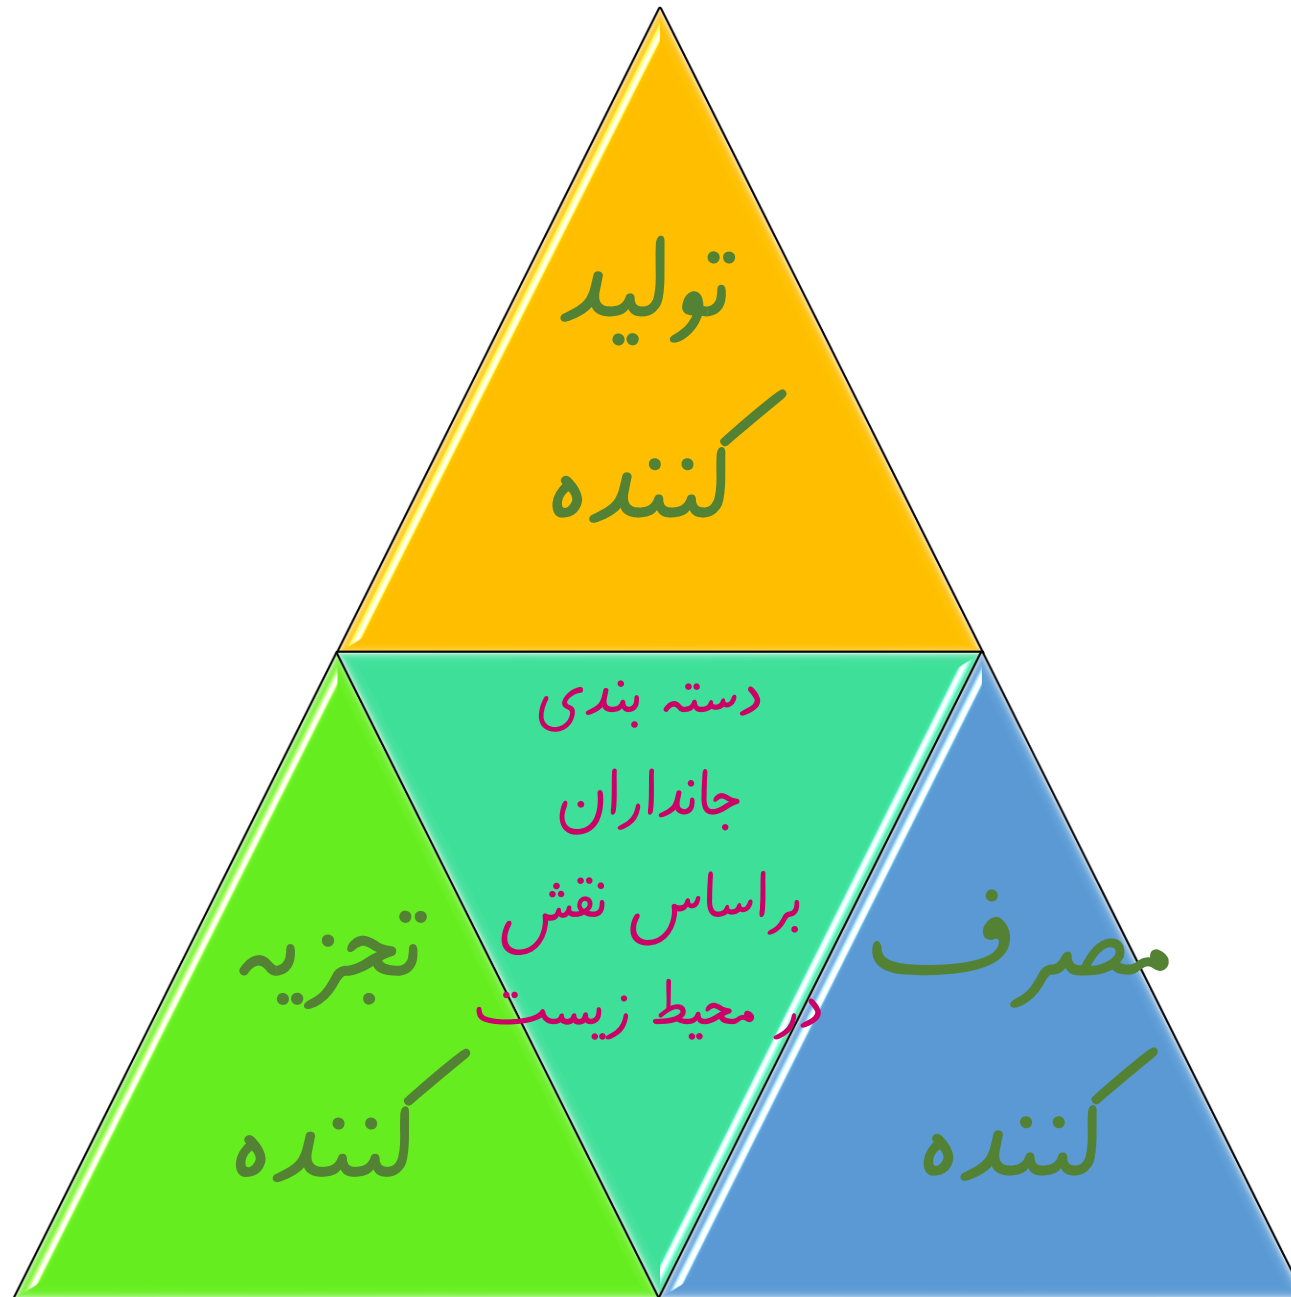 تولید
کننده
دسته بندی
جانداران
براساس نقش
در محیط زیست
مصرف
کننده
تجزیه
کننده